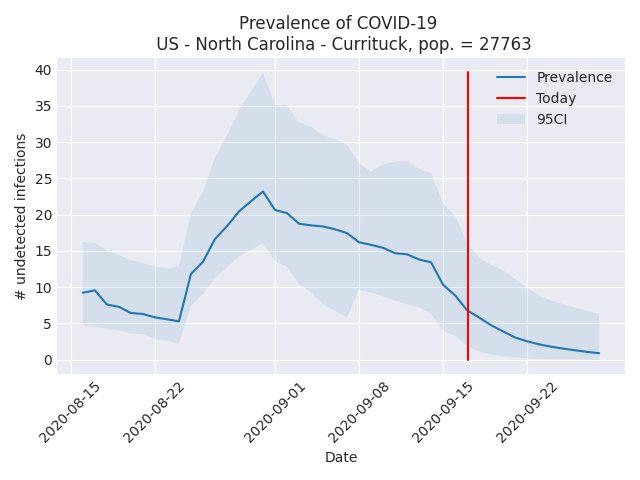 Prevalence of COVID-19
US - North Carolina - Currituck, pop. = 27763
# undetected infections
40
35
30
25
20
15
10
5
0
Prevalence
Today
95CI
2020-08-15
2020-08-22
2020-09-01
2020-09-08
2020-09-15
2020-09-22
Date